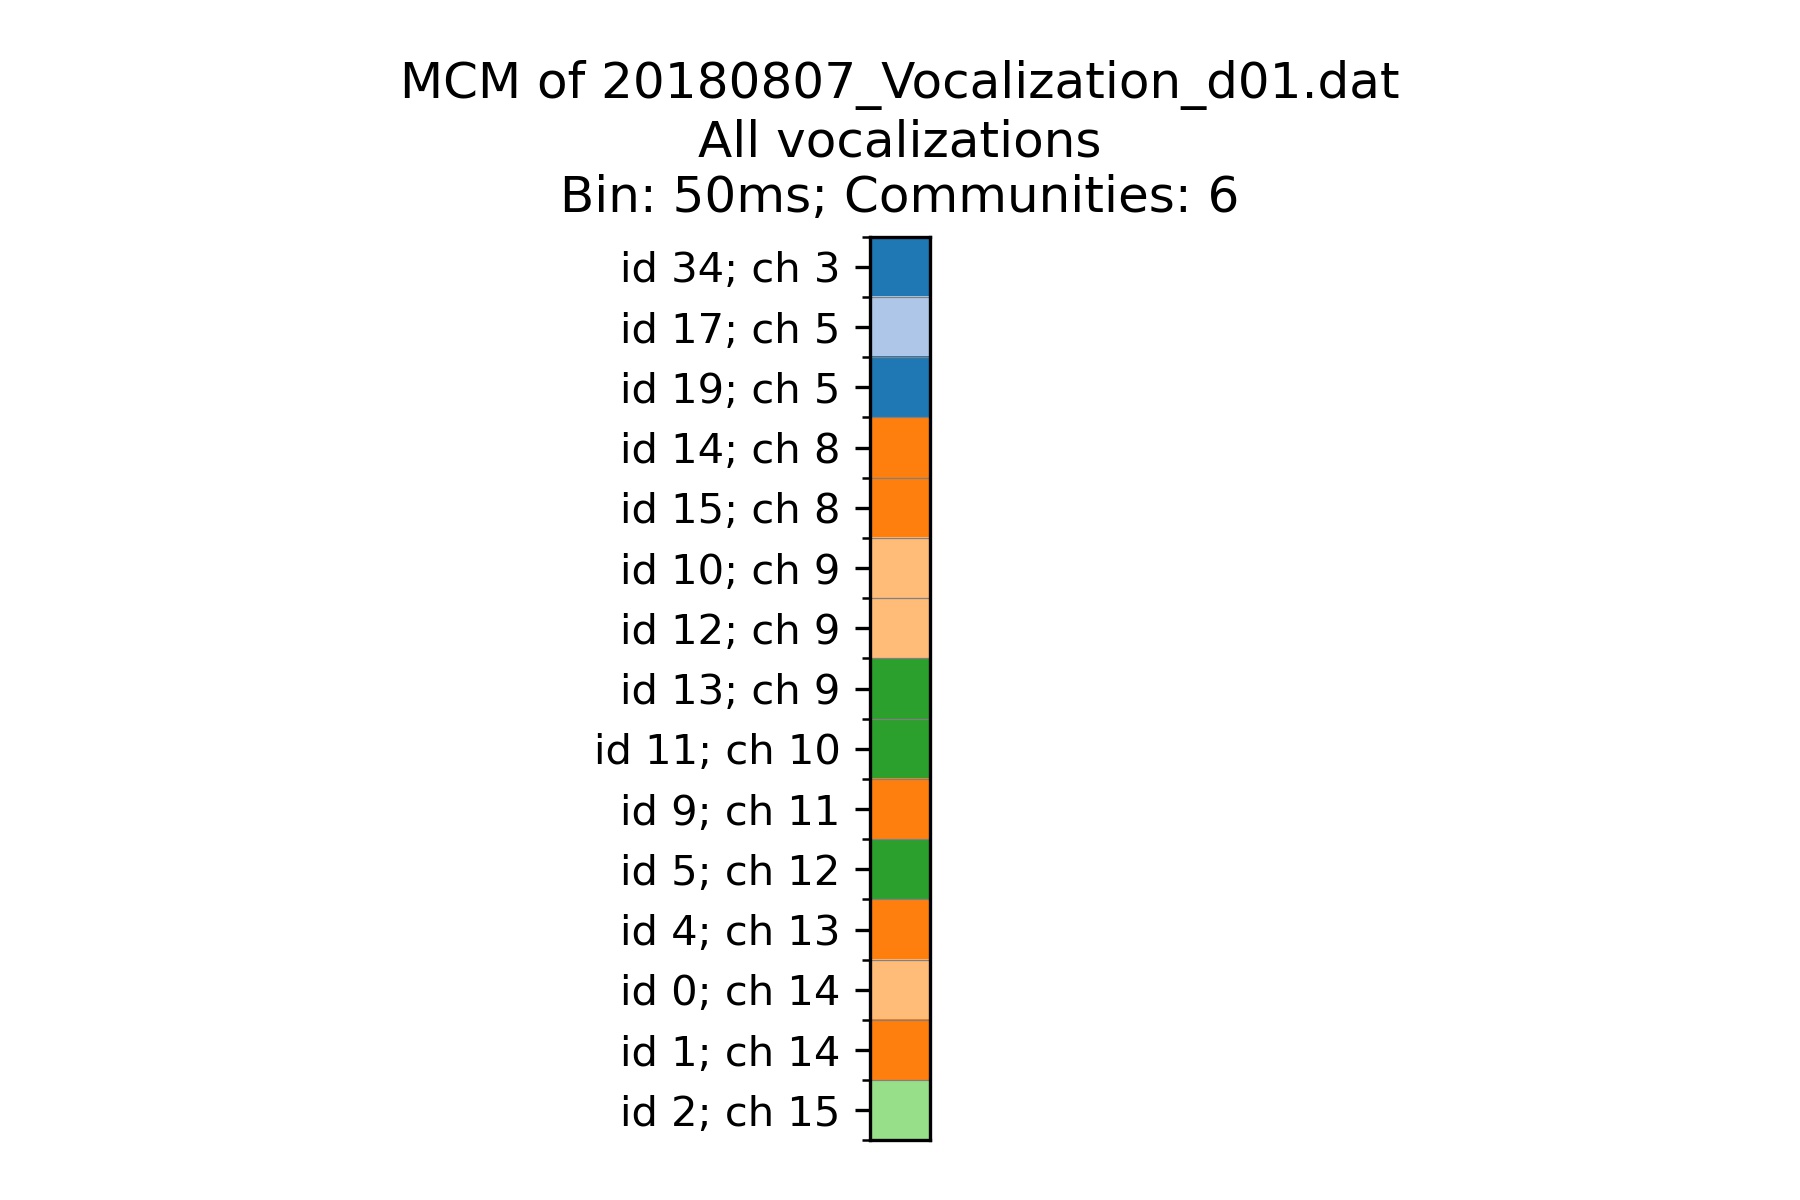 MCM of 20180807_Vocalization_d01.dat
All vocalizations
Bin: 50ms; Communities: 6
id 34; ch 3
id 17; ch 5
id 19; ch 5
id 14; ch 8
id 15; ch 8
id 10; ch 9
id 12; ch 9
id 13; ch 9
id 11; ch 10
id 9; ch 11
id 5; ch 12
id 4; ch 13
id 0; ch 14
id 1; ch 14
id 2; ch 15